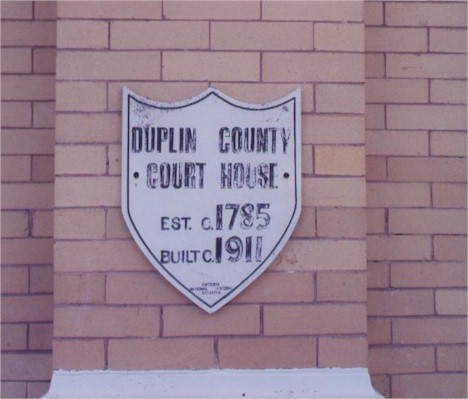 DUPLIN COUNTY
COURT HOUSE
EST. C. 1785
BUILT C. 1911